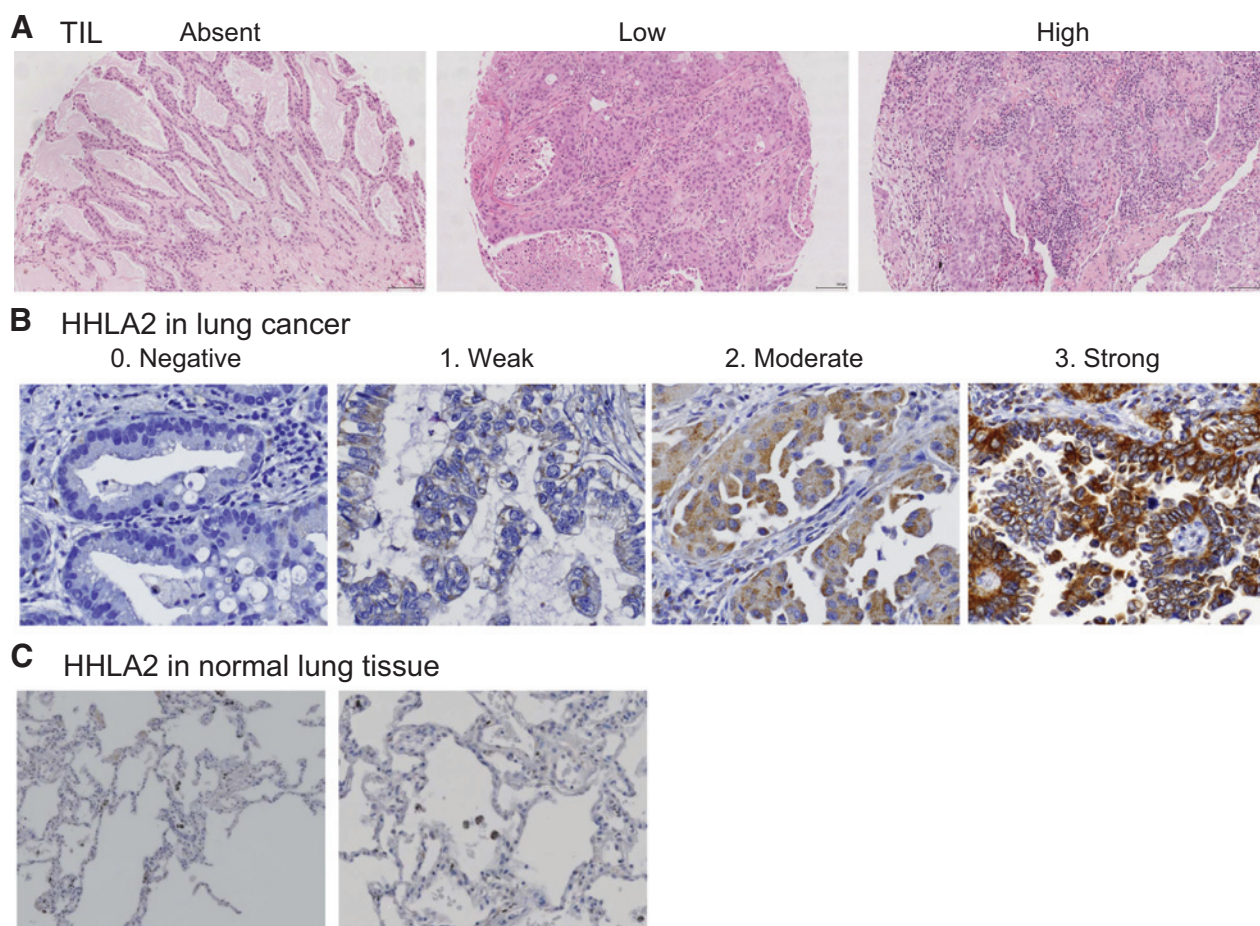 A TIL Absent Low High
B HHLA2 in lung cancer
0. Negative 1. Weak 2. Moderate 3. Strong
C HHLA2 in normal lung tissue